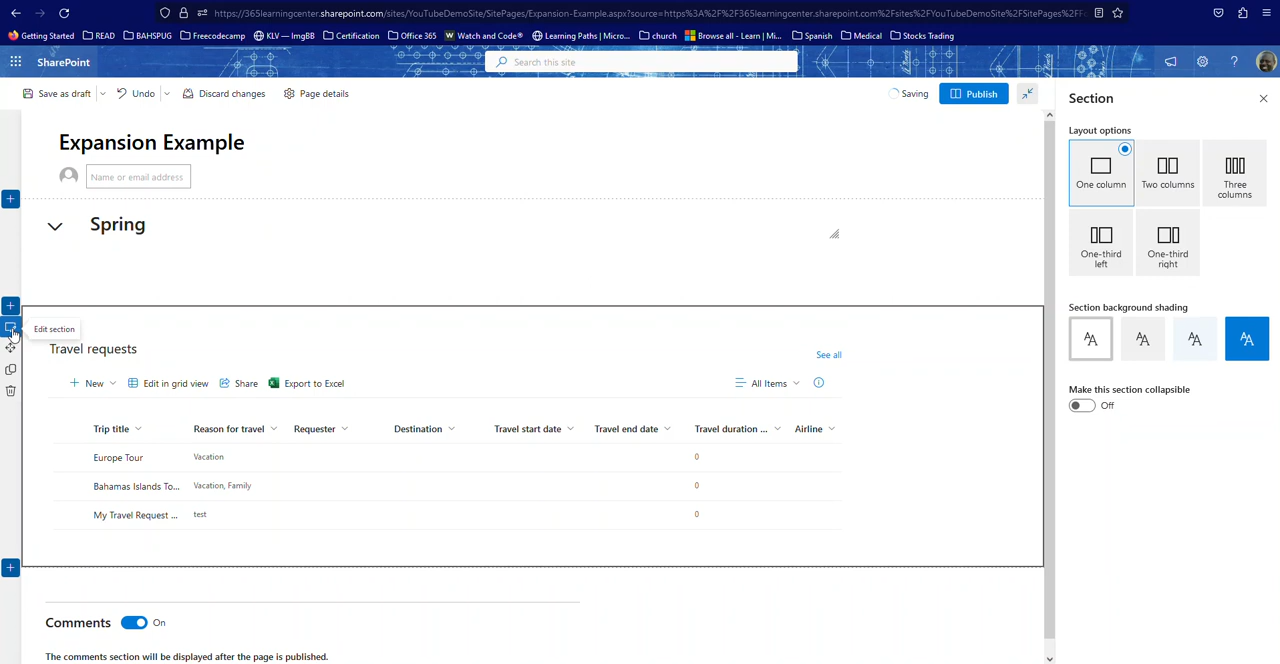 https://365learningcenter.sharepoint.com/sites/YouTubeDemoSite/SitePages/Expansion-Example.aspx?source=https%3A%2F%2F365learningcenter.sharepoint.com%2Fsites%2FYouTubeDemoSite%2FSitePages%2FF
Getting Started READ BAHSPUG Freecodecamp KLV — ImgBB Certification Office 365 Watch and Code® Learning Paths | Micro... church Browse all - Learn | Mi... Spanish Medical Stocks Trading
SharePoint Search this site ?
Save as draft Undo Discard changes Page details Saving Publish
Section
Expansion Example
Name or email address
Layout options
One column Two columns Three columns
One-third left One-third right
Spring
Section background shading
AA AA AA AA
Edit section
Make this section collapsible
Off
Travel requests
See all
New Edit in grid view Share Export to Excel All Items
Trip title Reason for travel Requester Destination Travel start date Travel end date Travel duration ... Airline
Europe Tour Vacation 0
Bahamas Islands To... Vacation, Family 0
My Travel Request ... test 0
Comments On
The comments section will be displayed after the page is published.